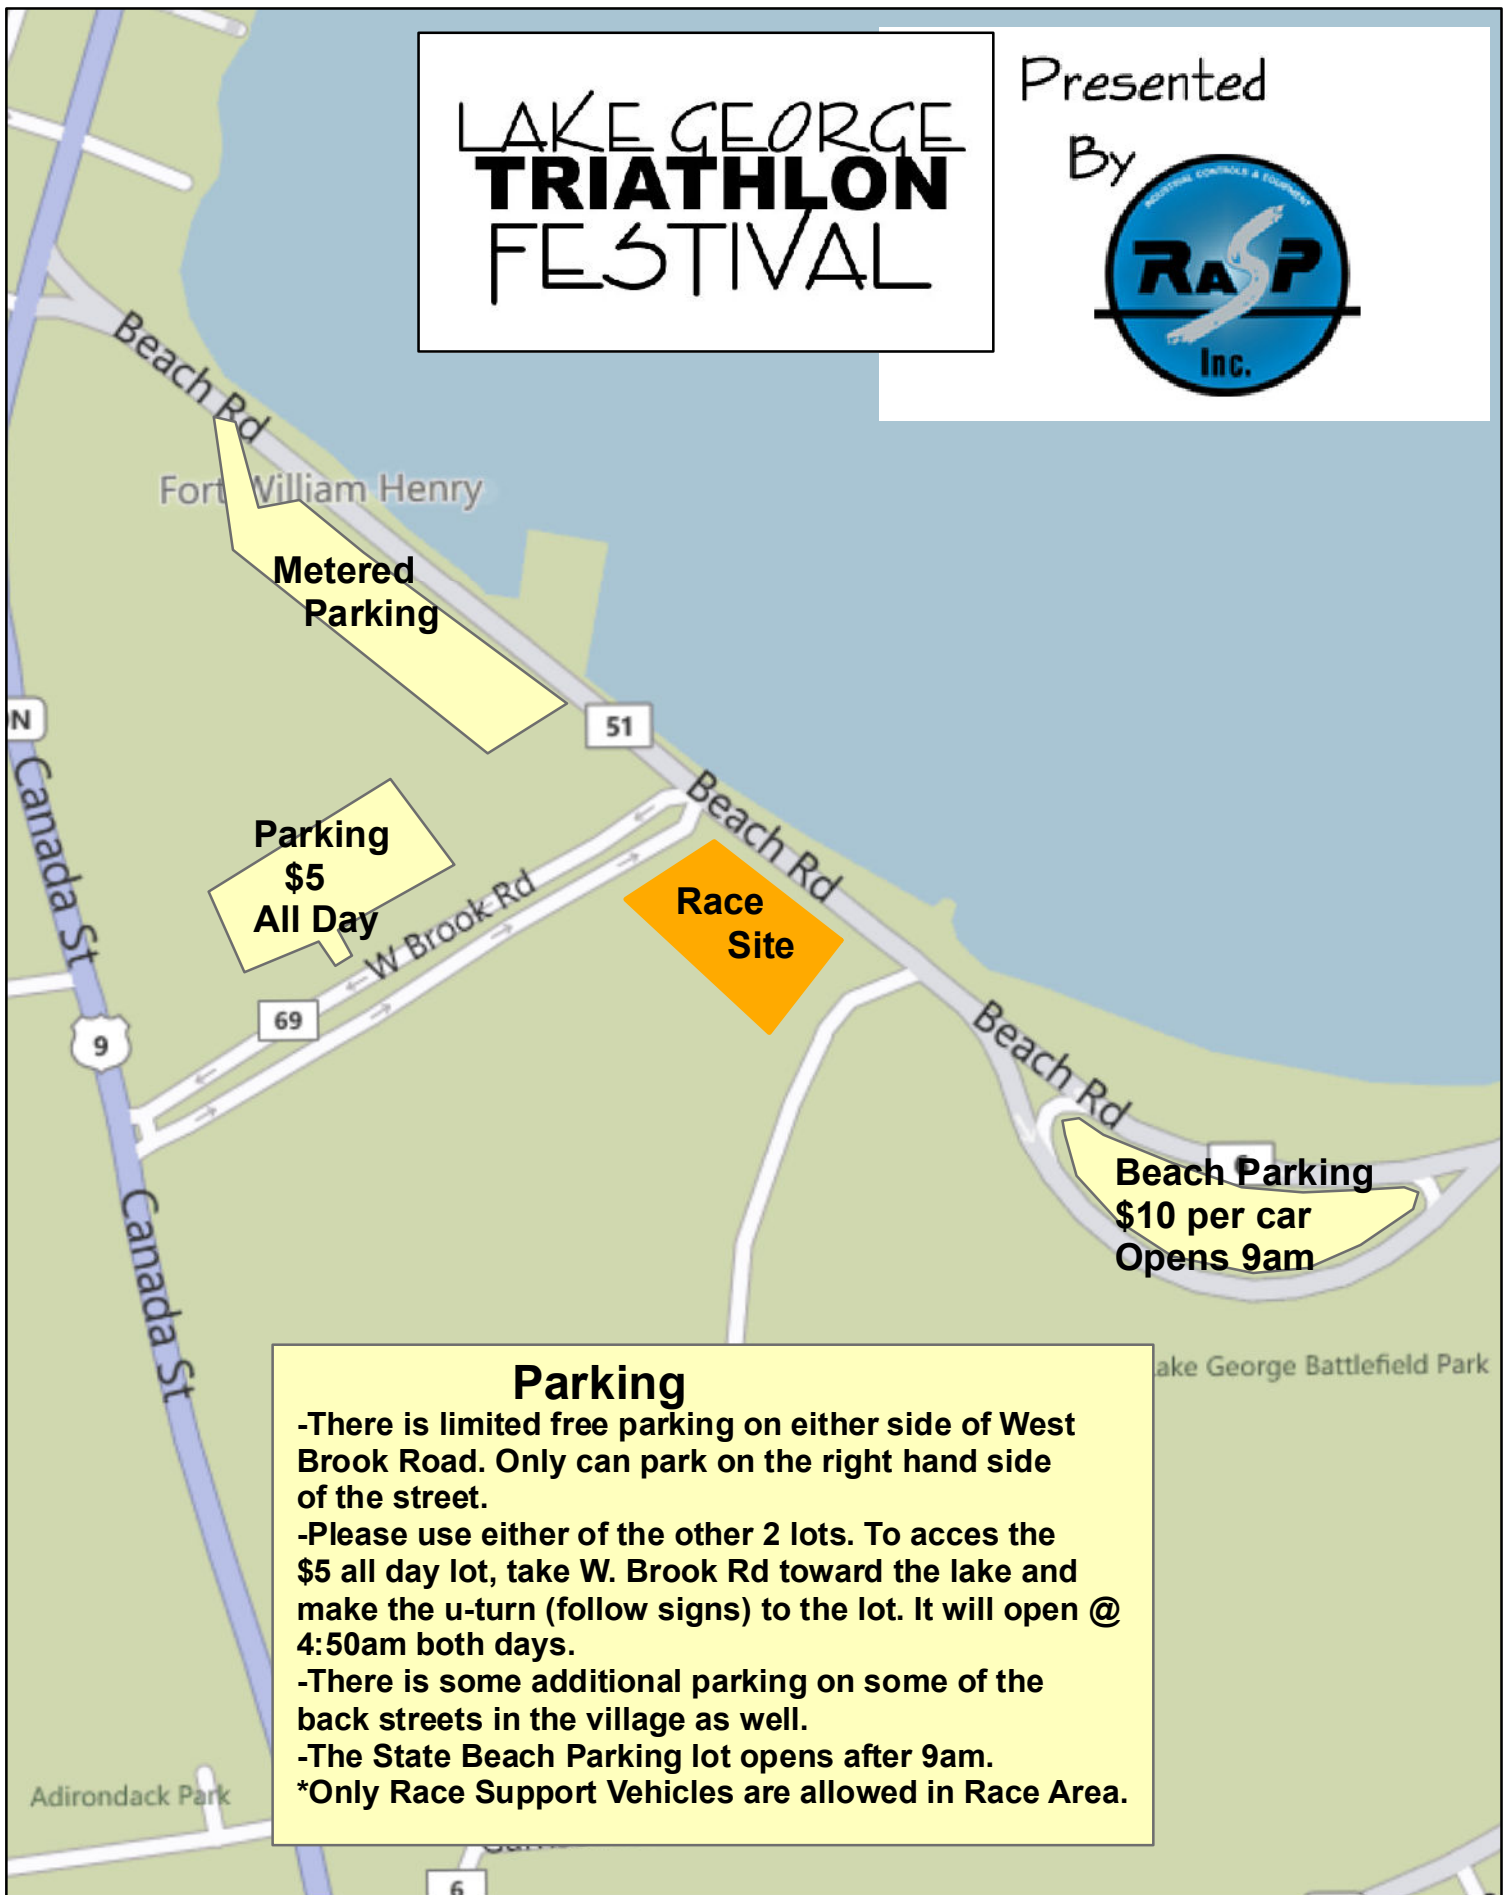 LAKE GEORGE
TRIATHLON
FESTIVAL
Presented
By
INDUSTRIAL CONTROLS & EQUIPMENT
RASP
Inc.
Beach Rd
Fort William Henry
Metered
Parking
51
N
Canada St
Parking
$5
All Day
W Brook Rd
69
9
Beach Rd
Race
Site
Beach Rd
6
Beach Parking
$10 per car
Opens 9am
Canada St
ake George Battlefield Park
Parking
-There is limited free parking on either side of West
Brook Road. Only can park on the right hand side
of the street.
-Please use either of the other 2 lots. To acces the
$5 all day lot, take W. Brook Rd toward the lake and
make the u-turn (follow signs) to the lot. It will open @
4:50am both days.
-There is some additional parking on some of the
back streets in the village as well.
-The State Beach Parking lot opens after 9am.
*Only Race Support Vehicles are allowed in Race Area.
Adirondack Park
6